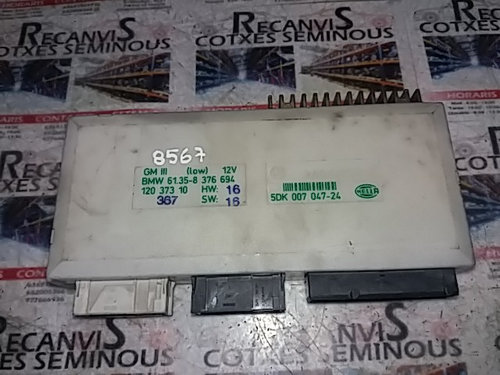 RECANVIS
COTXES SEMINOUS
RECANVIS
COTXES SEMINOUS
HORARIS
8567
GM III (low) 12V
BMW 61.35-8 376 694
120 373 10 HW: 16
367 SW: 16
5DK 007 047-24
HELLA
RECANVIS
COTXES SEMINOUS
RECANVIS
COTXES SEMINOUS